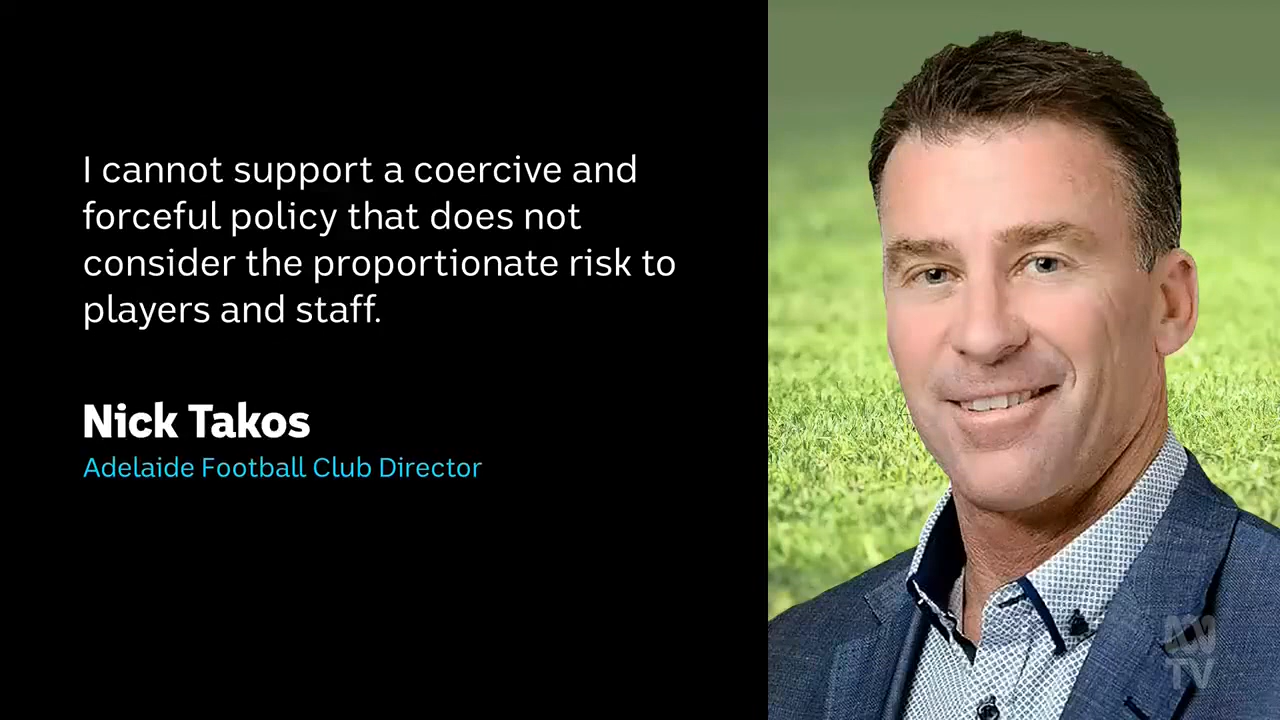 I cannot support a coercive and
forceful policy that does not
consider the proportionate risk to
players and staff.
Nick Takos
Adelaide Football Club Director
TV